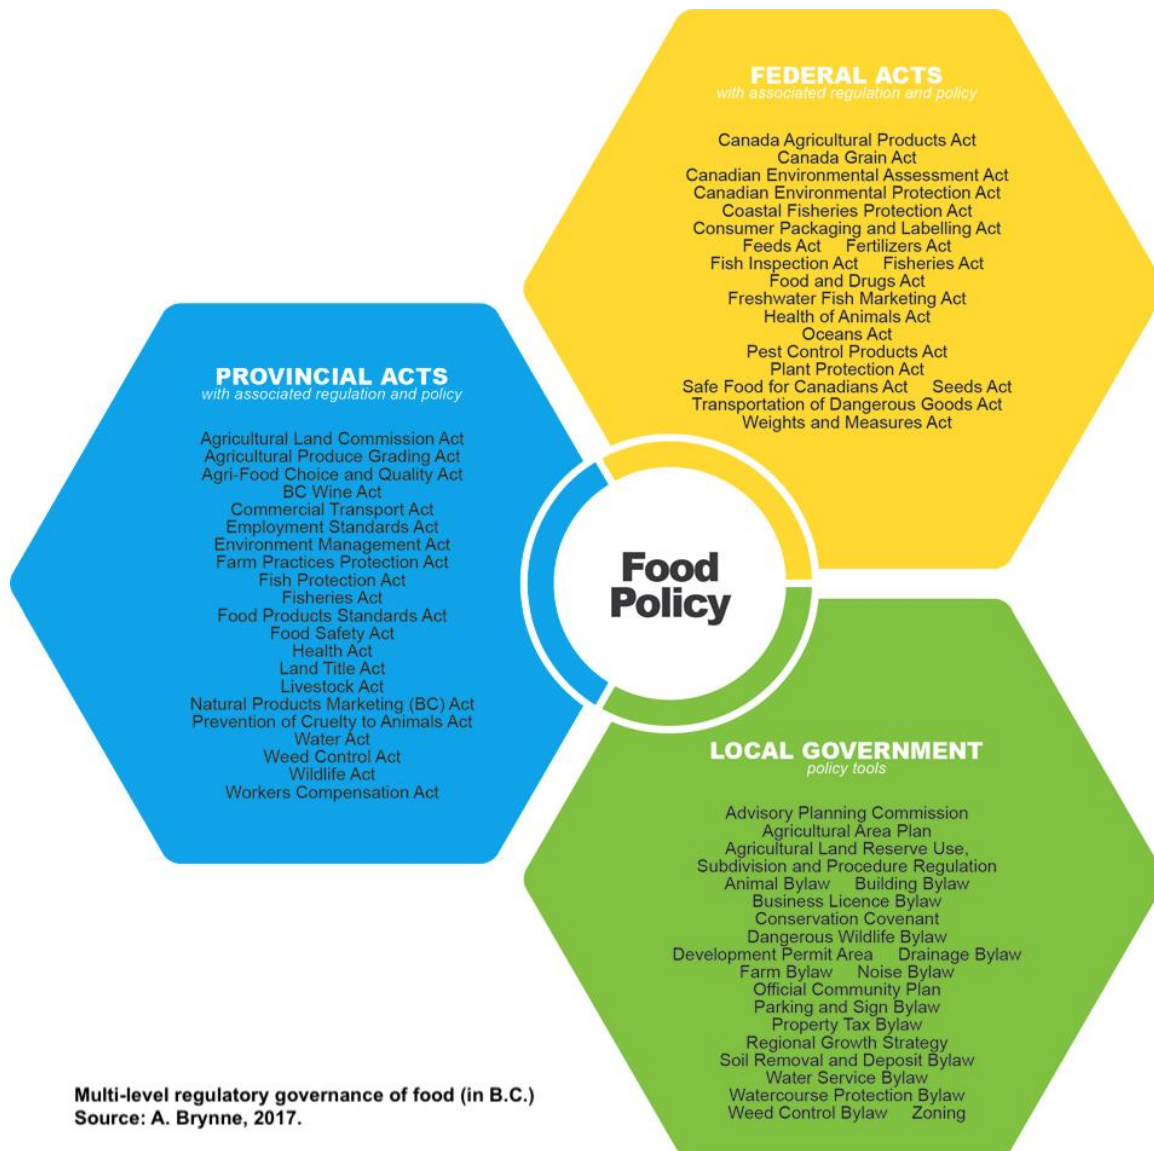 FEDERAL ACTS
with associated regulation and policy
Canada Agricultural Products Act
Canada Grain Act
Canadian Environmental Assessment Act
Canadian Environmental Protection Act
Coastal Fisheries Protection Act
Consumer Packaging and Labelling Act
Feeds Act Fertilizers Act
Fish Inspection Act Fisheries Act
Food and Drugs Act
Freshwater Fish Marketing Act
Health of Animals Act
Oceans Act
Pest Control Products Act
Plant Protection Act
Safe Food for Canadians Act Seeds Act
Transportation of Dangerous Goods Act
Weights and Measures Act
PROVINCIAL ACTS
with associated regulation and policy
Agricultural Land Commission Act
Agricultural Produce Grading Act
Agri-Food Choice and Quality Act
BC Wine Act
Commercial Transport Act
Employment Standards Act
Environment Management Act
Farm Practices Protection Act
Fish Protection Act
Fisheries Act
Food Products Standards Act
Food Safety Act
Health Act
Land Title Act
Livestock Act
Natural Products Marketing (BC) Act
Prevention of Cruelty to Animals Act
Water Act
Weed Control Act
Wildlife Act
Workers Compensation Act
Food
Policy
LOCAL GOVERNMENT
policy tools
Advisory Planning Commission
Agricultural Area Plan
Agricultural Land Reserve Use,
Subdivision and Procedure Regulation
Animal Bylaw Building Bylaw
Business Licence Bylaw
Conservation Covenant
Dangerous Wildlife Bylaw
Development Permit Area Drainage Bylaw
Farm Bylaw Noise Bylaw
Official Community Plan
Parking and Sign Bylaw
Property Tax Bylaw
Regional Growth Strategy
Soil Removal and Deposit Bylaw
Water Service Bylaw
Watercourse Protection Bylaw
Weed Control Bylaw Zoning
Multi-level regulatory governance of food (in B.C.)
Source: A. Brynne, 2017.